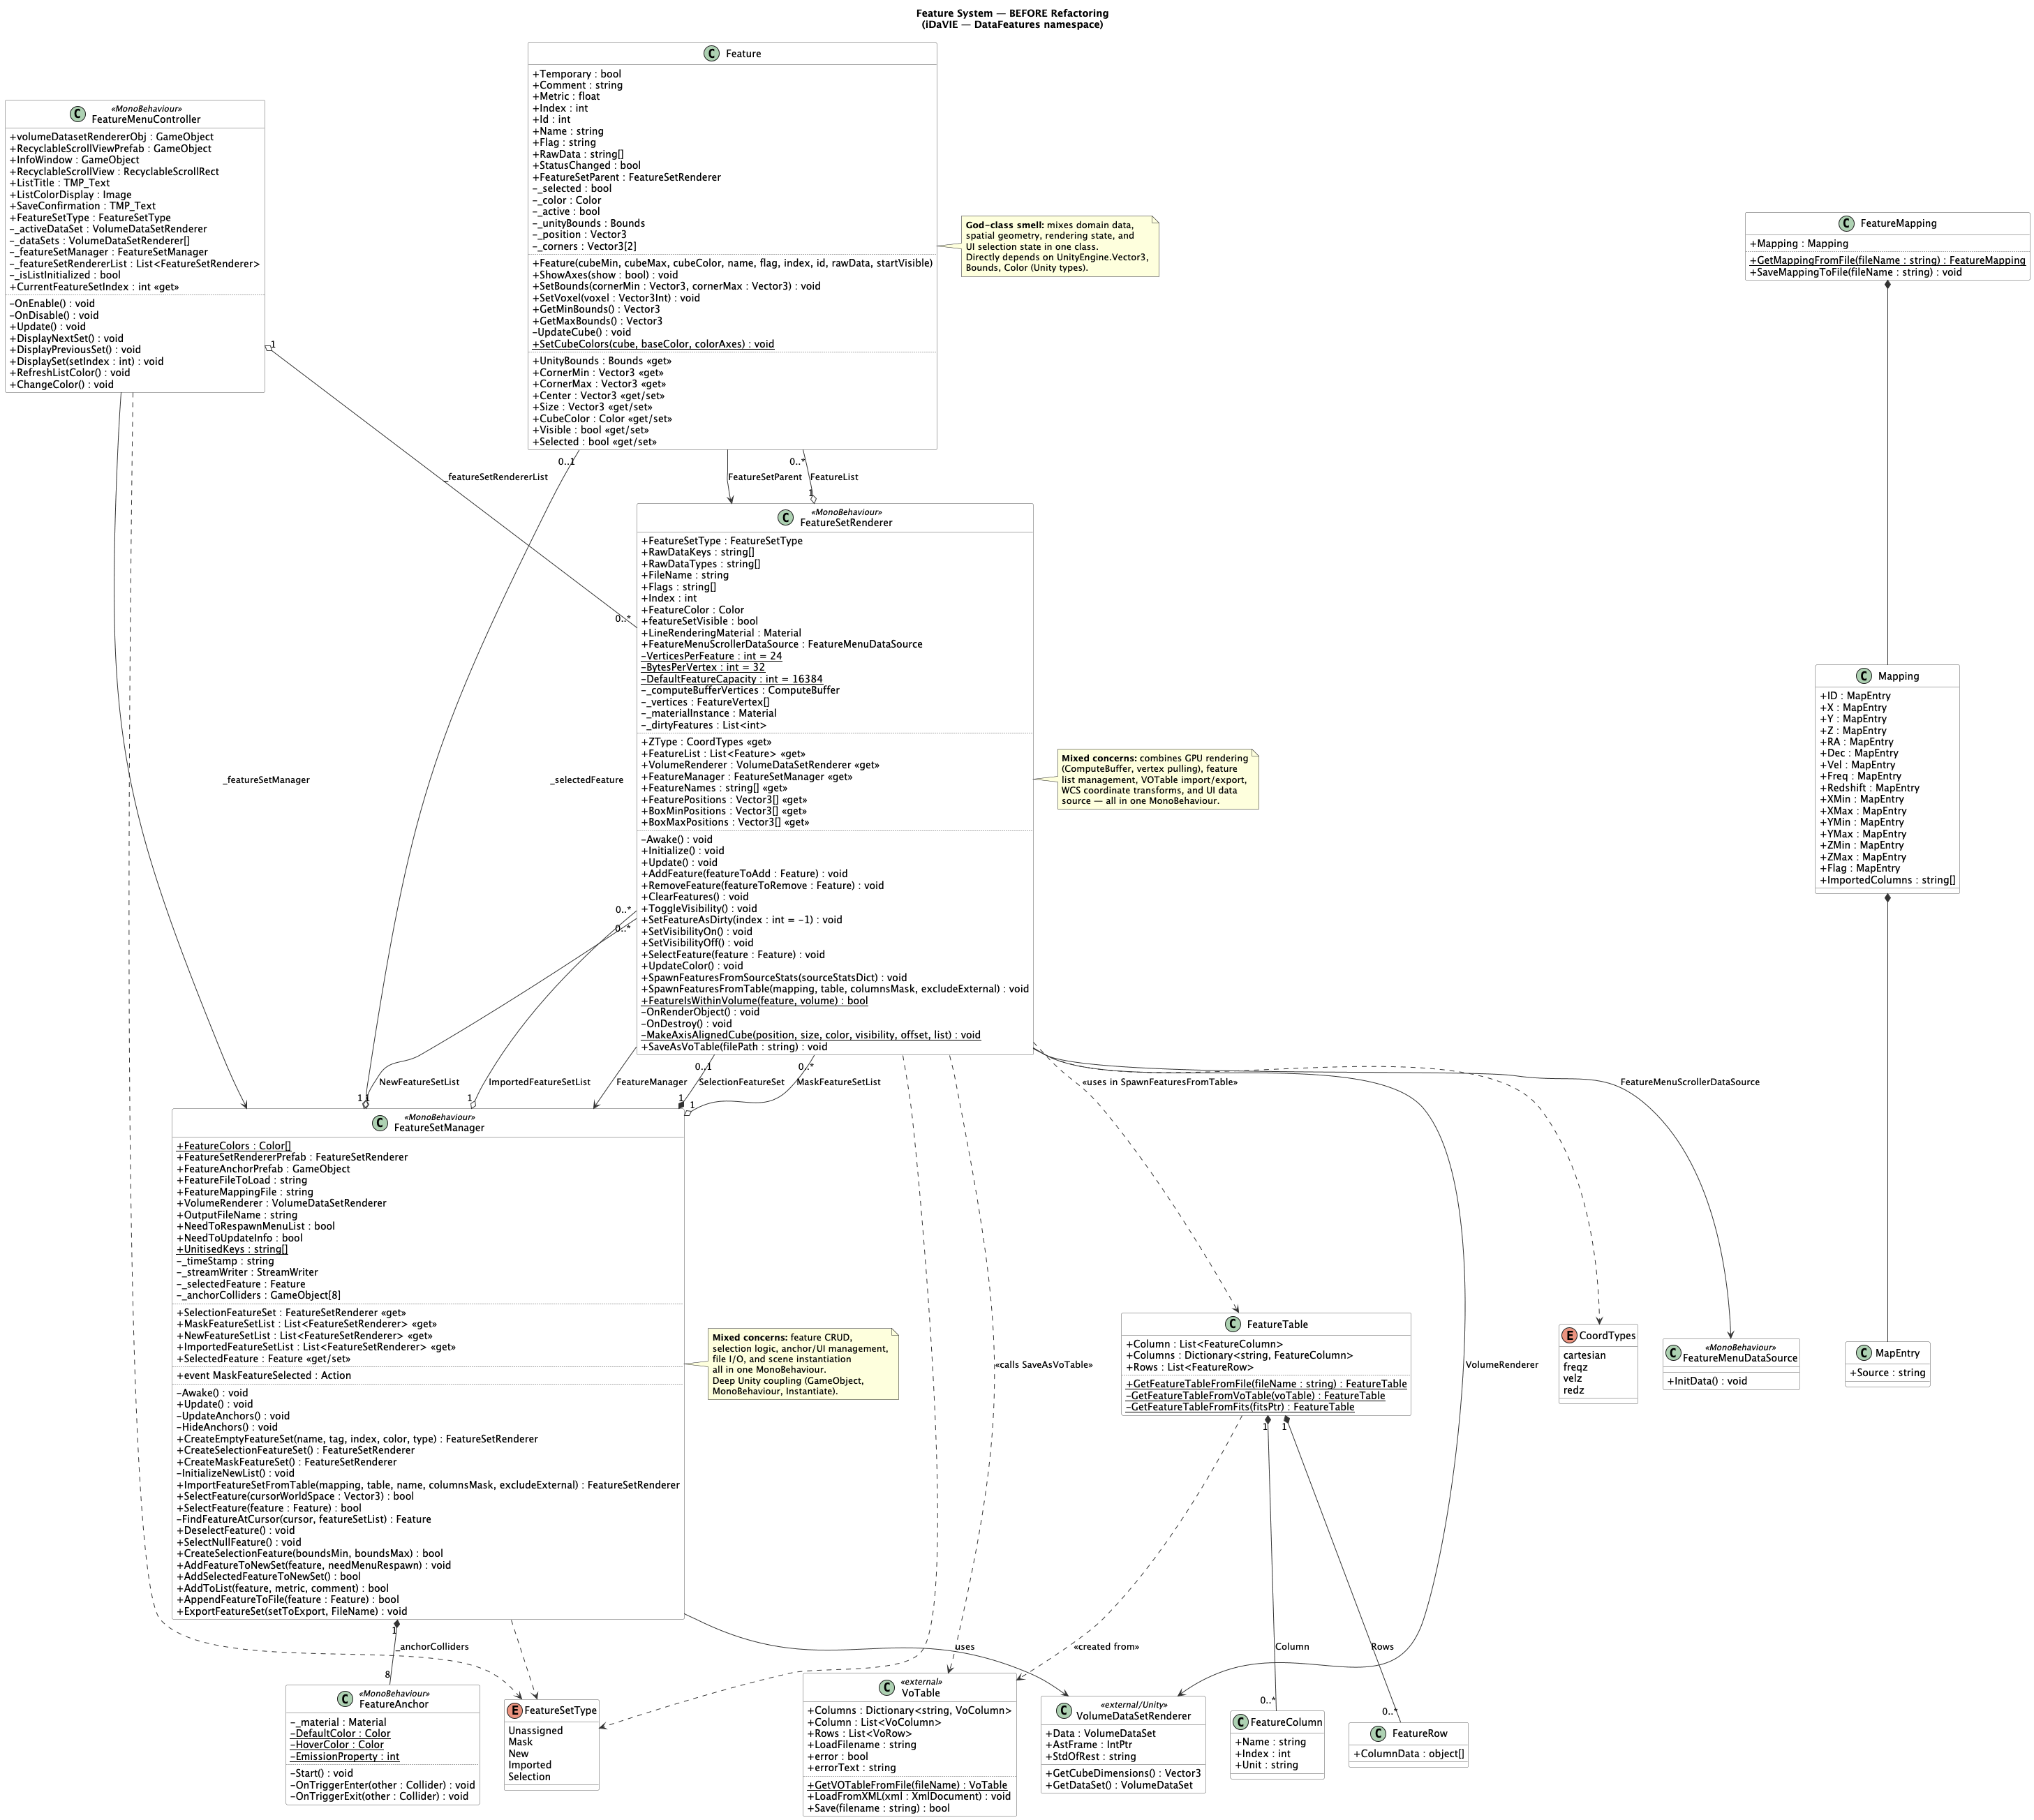 Feature System — BEFORE Refactoring
(iDaVIE — DataFeatures namespace)
C
Feature
+Temporary : bool
+Comment : string
+Metric : float
+Index : int
+Id : int
+Name : string
+Flag : string
+RawData : string[]
+StatusChanged : bool
+FeatureSetParent : FeatureSetRenderer
-_selected : bool
-_color : Color
-_active : bool
-_unityBounds : Bounds
-_position : Vector3
-_corners : Vector3[2]
+Feature(cubeMin, cubeMax, cubeColor, name, flag, index, id, rawData, startVisible)
+ShowAxes(show : bool) : void
+SetBounds(cornerMin : Vector3, cornerMax : Vector3) : void
+SetVoxel(voxel : Vector3Int) : void
+GetMinBounds() : Vector3
+GetMaxBounds() : Vector3
-UpdateCube() : void
+SetCubeColors(cube, baseColor, colorAxes) : void
+UnityBounds : Bounds «get»
+CornerMin : Vector3 «get»
+CornerMax : Vector3 «get»
+Center : Vector3 «get/set»
+Size : Vector3 «get/set»
+CubeColor : Color «get/set»
+Visible : bool «get/set»
+Selected : bool «get/set»
C
«MonoBehaviour»
FeatureMenuController
+volumeDatasetRendererObj : GameObject
+RecyclableScrollViewPrefab : GameObject
+InfoWindow : GameObject
+RecyclableScrollView : RecyclableScrollRect
+ListTitle : TMP_Text
+ListColorDisplay : Image
+SaveConfirmation : TMP_Text
+FeatureSetType : FeatureSetType
-_activeDataSet : VolumeDataSetRenderer
-_dataSets : VolumeDataSetRenderer[]
-_featureSetManager : FeatureSetManager
-_featureSetRendererList : List<FeatureSetRenderer>
-_isListInitialized : bool
+CurrentFeatureSetIndex : int «get»
-OnEnable() : void
-OnDisable() : void
+Update() : void
+DisplayNextSet() : void
+DisplayPreviousSet() : void
+DisplaySet(setIndex : int) : void
+RefreshListColor() : void
+ChangeColor() : void
God-class smell: mixes domain data,
spatial geometry, rendering state, and
UI selection state in one class.
Directly depends on UnityEngine.Vector3,
Bounds, Color (Unity types).
C
FeatureMapping
+Mapping : Mapping
+GetMappingFromFile(fileName : string) : FeatureMapping
+SaveMappingToFile(fileName : string) : void
1
_featureSetRendererList
0..*
0..1
FeatureSetParent
0..*
FeatureList
1
_featureSetManager
_selectedFeature
C
«MonoBehaviour»
FeatureSetRenderer
+FeatureSetType : FeatureSetType
+RawDataKeys : string[]
+RawDataTypes : string[]
+FileName : string
+Flags : string[]
+Index : int
+FeatureColor : Color
+featureSetVisible : bool
+LineRenderingMaterial : Material
+FeatureMenuScrollerDataSource : FeatureMenuDataSource
-VerticesPerFeature : int = 24
-BytesPerVertex : int = 32
-DefaultFeatureCapacity : int = 16384
-_computeBufferVertices : ComputeBuffer
-_vertices : FeatureVertex[]
-_materialInstance : Material
-_dirtyFeatures : List<int>
+ZType : CoordTypes «get»
+FeatureList : List<Feature> «get»
+VolumeRenderer : VolumeDataSetRenderer «get»
+FeatureManager : FeatureSetManager «get»
+FeatureNames : string[] «get»
+FeaturePositions : Vector3[] «get»
+BoxMinPositions : Vector3[] «get»
+BoxMaxPositions : Vector3[] «get»
-Awake() : void
+Initialize() : void
+Update() : void
+AddFeature(featureToAdd : Feature) : void
+RemoveFeature(featureToRemove : Feature) : void
+ClearFeatures() : void
+ToggleVisibility() : void
+SetFeatureAsDirty(index : int = -1) : void
+SetVisibilityOn() : void
+SetVisibilityOff() : void
+SelectFeature(feature : Feature) : void
+UpdateColor() : void
+SpawnFeaturesFromSourceStats(sourceStatsDict) : void
+SpawnFeaturesFromTable(mapping, table, columnsMask, excludeExternal) : void
+FeatureIsWithinVolume(feature, volume) : bool
-OnRenderObject() : void
-OnDestroy() : void
-MakeAxisAlignedCube(position, size, color, visibility, offset, list) : void
+SaveAsVoTable(filePath : string) : void
Mixed concerns: combines GPU rendering
(ComputeBuffer, vertex pulling), feature
list management, VOTable import/export,
WCS coordinate transforms, and UI data
source — all in one MonoBehaviour.
C
Mapping
+ID : MapEntry
+X : MapEntry
+Y : MapEntry
+Z : MapEntry
+RA : MapEntry
+Dec : MapEntry
+Vel : MapEntry
+Freq : MapEntry
+Redshift : MapEntry
+XMin : MapEntry
+XMax : MapEntry
+YMin : MapEntry
+YMax : MapEntry
+ZMin : MapEntry
+ZMax : MapEntry
+Flag : MapEntry
+ImportedColumns : string[]
0..*
0..*
NewFeatureSetList
ImportedFeatureSetList
FeatureManager
0..1
SelectionFeatureSet
0..*
MaskFeatureSetList
«uses in SpawnFeaturesFromTable»
FeatureMenuScrollerDataSource
1
1
1
1
1
C
«MonoBehaviour»
FeatureSetManager
+FeatureColors : Color[]
+FeatureSetRendererPrefab : FeatureSetRenderer
+FeatureAnchorPrefab : GameObject
+FeatureFileToLoad : string
+FeatureMappingFile : string
+VolumeRenderer : VolumeDataSetRenderer
+OutputFileName : string
+NeedToRespawnMenuList : bool
+NeedToUpdateInfo : bool
+UnitisedKeys : string[]
-_timeStamp : string
-_streamWriter : StreamWriter
-_selectedFeature : Feature
-_anchorColliders : GameObject[8]
+SelectionFeatureSet : FeatureSetRenderer «get»
+MaskFeatureSetList : List<FeatureSetRenderer> «get»
+NewFeatureSetList : List<FeatureSetRenderer> «get»
+ImportedFeatureSetList : List<FeatureSetRenderer> «get»
+SelectedFeature : Feature «get/set»
+event MaskFeatureSelected : Action
-Awake() : void
+Update() : void
-UpdateAnchors() : void
-HideAnchors() : void
+CreateEmptyFeatureSet(name, tag, index, color, type) : FeatureSetRenderer
+CreateSelectionFeatureSet() : FeatureSetRenderer
+CreateMaskFeatureSet() : FeatureSetRenderer
-InitializeNewList() : void
+ImportFeatureSetFromTable(mapping, table, name, columnsMask, excludeExternal) : FeatureSetRenderer
+SelectFeature(cursorWorldSpace : Vector3) : bool
+SelectFeature(feature : Feature) : bool
-FindFeatureAtCursor(cursor, featureSetList) : Feature
+DeselectFeature() : void
+SelectNullFeature() : void
+CreateSelectionFeature(boundsMin, boundsMax) : bool
+AddFeatureToNewSet(feature, needMenuRespawn) : void
+AddSelectedFeatureToNewSet() : bool
+AddToList(feature, metric, comment) : bool
+AppendFeatureToFile(feature : Feature) : bool
+ExportFeatureSet(setToExport, FileName) : void
Mixed concerns: feature CRUD,
selection logic, anchor/UI management,
file I/O, and scene instantiation
all in one MonoBehaviour.
Deep Unity coupling (GameObject,
MonoBehaviour, Instantiate).
«calls SaveAsVoTable»
VolumeRenderer
C
FeatureTable
+Column : List<FeatureColumn>
+Columns : Dictionary<string, FeatureColumn>
+Rows : List<FeatureRow>
+GetFeatureTableFromFile(fileName : string) : FeatureTable
-GetFeatureTableFromVoTable(voTable) : FeatureTable
-GetFeatureTableFromFits(fitsPtr) : FeatureTable
E
CoordTypes
cartesian
freqz
velz
redz
C
«MonoBehaviour»
FeatureMenuDataSource
+InitData() : void
C
MapEntry
+Source : string
1
_anchorColliders
8
uses
«created from»
1
1
Column
Rows
0..*
0..*
C
«MonoBehaviour»
FeatureAnchor
-_material : Material
-DefaultColor : Color
-HoverColor : Color
-EmissionProperty : int
-Start() : void
-OnTriggerEnter(other : Collider) : void
-OnTriggerExit(other : Collider) : void
E
FeatureSetType
Unassigned
Mask
New
Imported
Selection
C
«external»
VoTable
+Columns : Dictionary<string, VoColumn>
+Column : List<VoColumn>
+Rows : List<VoRow>
+LoadFilename : string
+error : bool
+errorText : string
+GetVOTableFromFile(fileName) : VoTable
+LoadFromXML(xml : XmlDocument) : void
+Save(filename : string) : bool
C
«external/Unity»
VolumeDataSetRenderer
+Data : VolumeDataSet
+AstFrame : IntPtr
+StdOfRest : string
+GetCubeDimensions() : Vector3
+GetDataSet() : VolumeDataSet
C
FeatureColumn
+Name : string
+Index : int
+Unit : string
C
FeatureRow
+ColumnData : object[]